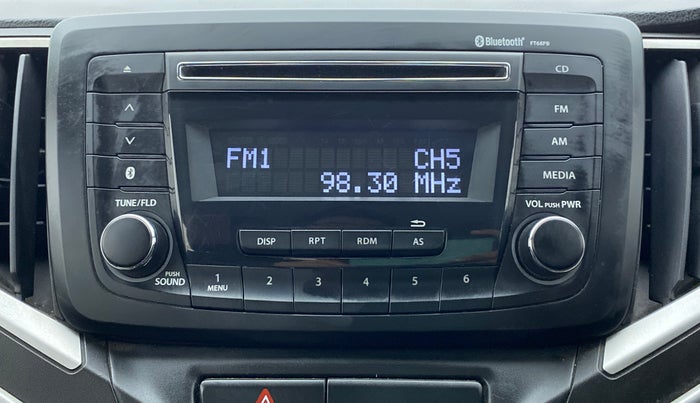 Bluetooth FT68PB
CD
FM
AM
MEDIA
FM1 CH5
98.30 MHz
TUNE/FLD
VOL PUSH PWR
DISP RPT RDM AS
PUSH
SOUND
1 2 3 4 5 6
MENU